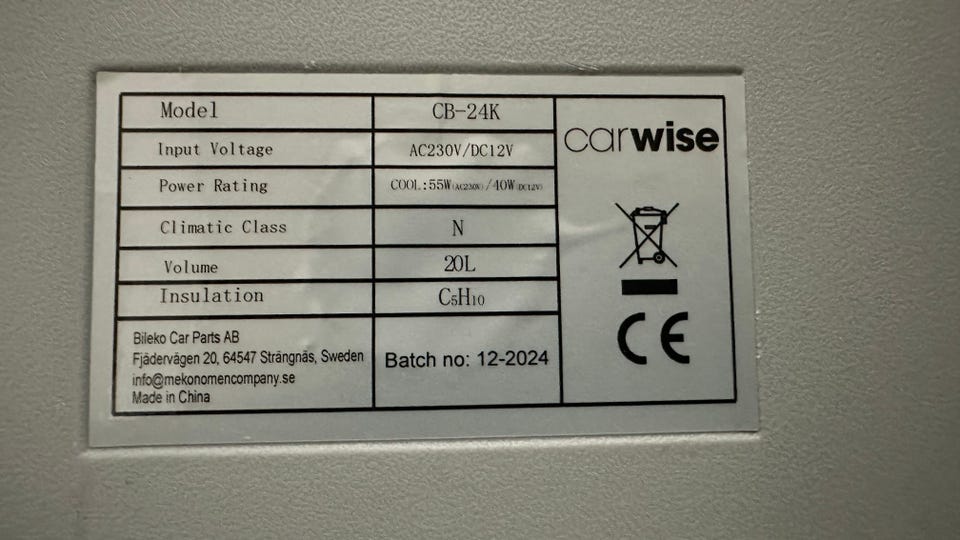 Model CB-24K
carwise
Input Voltage AC230V/DC12V
Power Rating COOL:55W(AC230V)/40W(DC12V)
Climatic Class N
Volume 20L
Insulation C5H10
CE
Bileko Car Parts AB
Fjädervägen 20, 64547 Strängnäs, Sweden
info@mekonomencompany.se
Made in China
Batch no: 12-2024